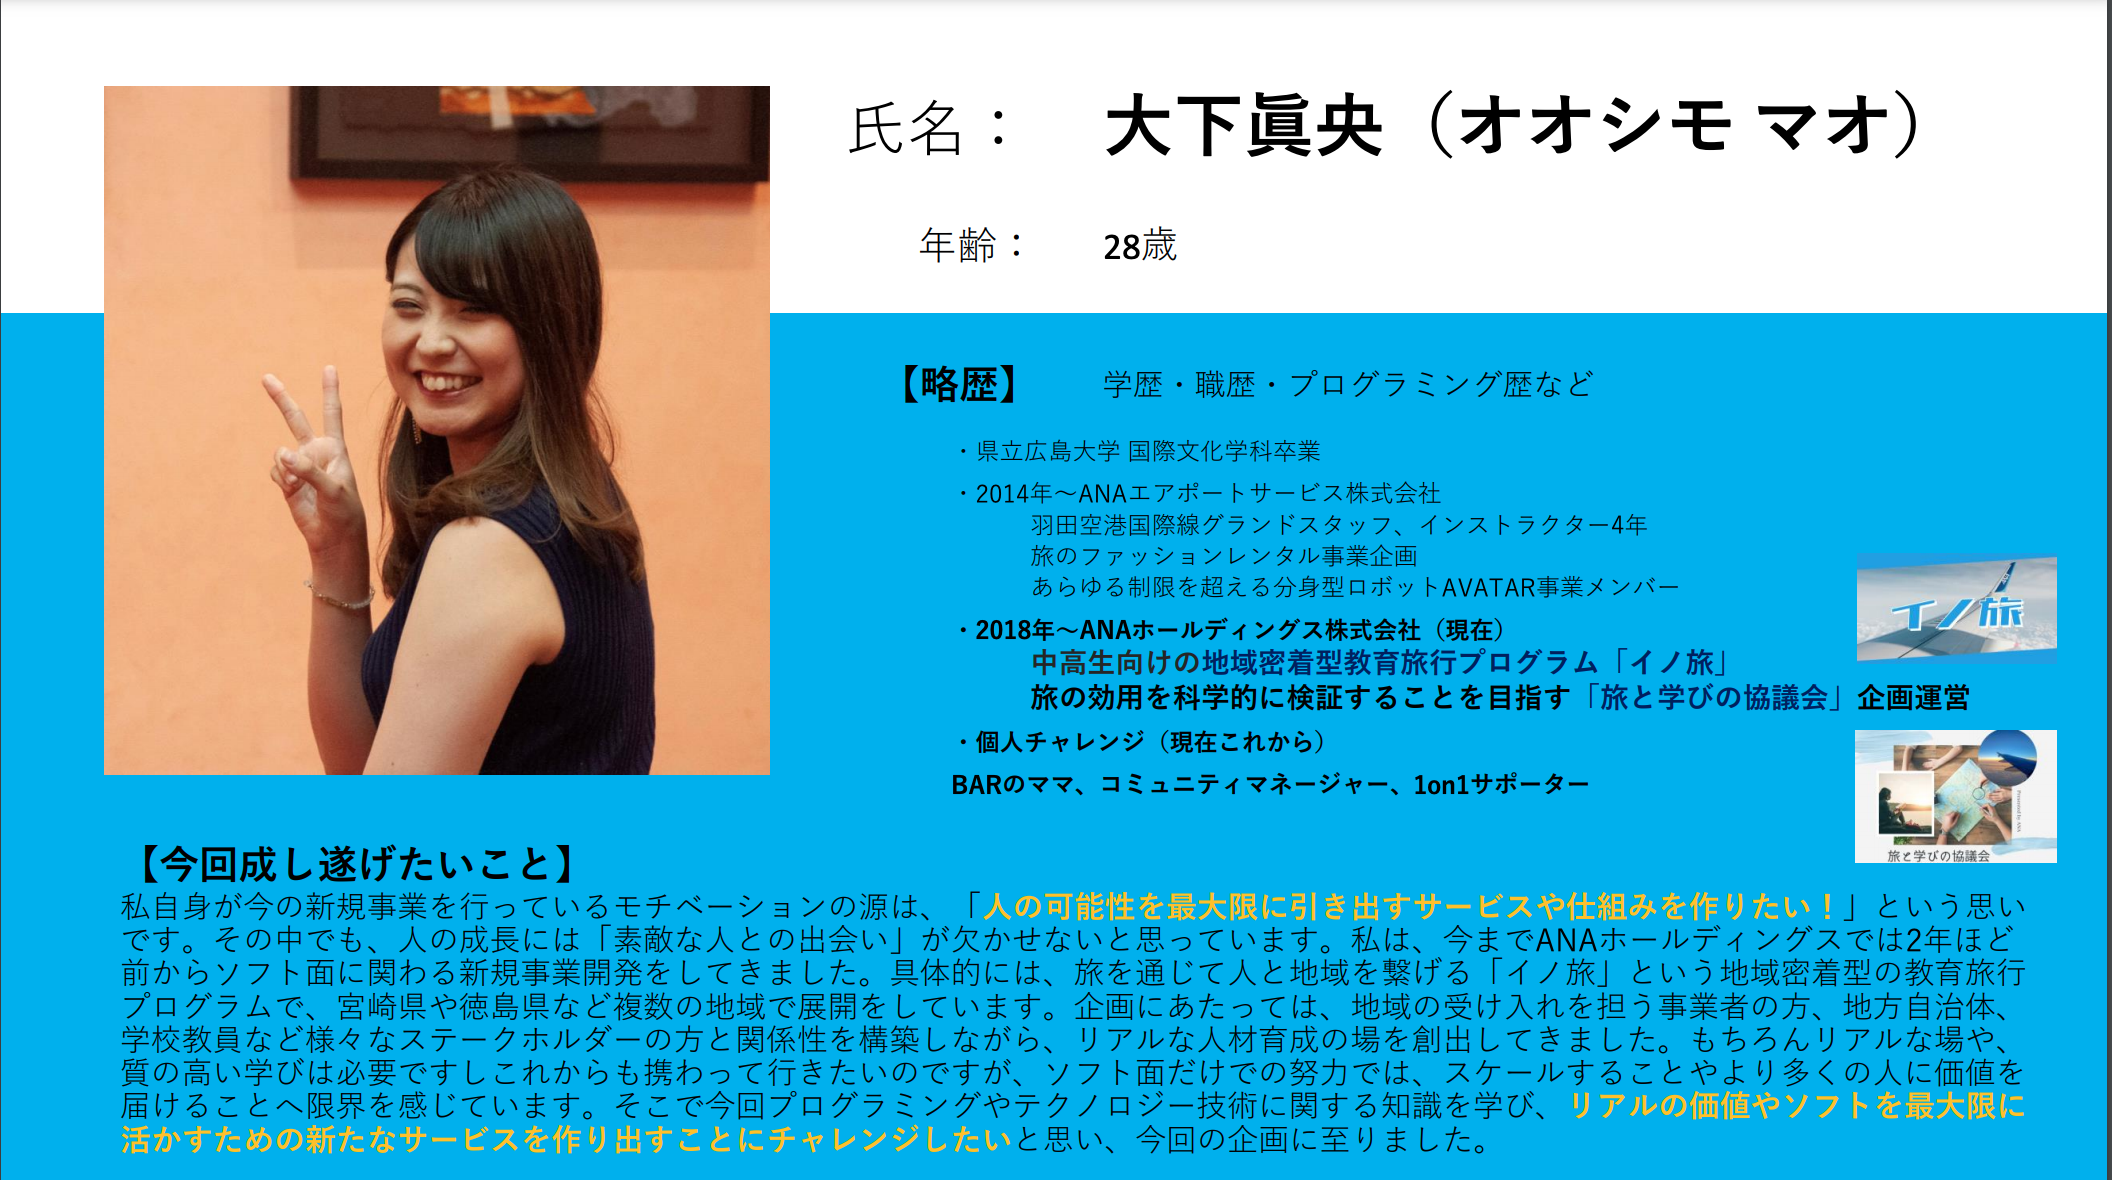 氏名： 大下眞央（オオシモ マオ）
年齢： 28歳
【略歴】 学歴・職歴・プログラミング歴など
・県立広島大学 国際文化学科卒業
・2014年～ANAエアポートサービス株式会社
羽田空港国際線グランドスタッフ、インストラクター4年
旅のファッションレンタル事業企画
あらゆる制限を超える分身型ロボットAVATAR事業メンバー
・2018年～ANAホールディングス株式会社（現在）
中高生向けの地域密着型教育旅行プログラム「イノ旅」
イノ旅
旅の効用を科学的に検証することを目指す「旅と学びの協議会」企画運営
・個人チャレンジ（現在これから）
BARのママ、コミュニティマネージャー、1on1サポーター
Presented by ANA
旅と学びの協議会
【今回成し遂げたいこと】
私自身が今の新規事業を行っているモチベーションの源は、「人の可能性を最大限に引き出すサービスや仕組みを作りたい！」という思い
です。その中でも、人の成長には「素敵な人との出会い」が欠かせないと思っています。私は、今までANAホールディングスでは2年ほど
前からソフト面に関わる新規事業開発をしてきました。具体的には、旅を通じて人と地域を繋げる「イノ旅」という地域密着型の教育旅行
プログラムで、宮崎県や徳島県など複数の地域で展開をしています。企画にあたっては、地域の受け入れを担う事業者の方、地方自治体、
学校教員など様々なステークホルダーの方と関係性を構築しながら、リアルな人材育成の場を創出してきました。もちろんリアルな場や、
質の高い学びは必要ですしこれからも携わって行きたいのですが、ソフト面だけでの努力では、スケールすることやより多くの人に価値を
届けることへ限界を感じています。そこで今回プログラミングやテクノロジー技術に関する知識を学び、リアルの価値やソフトを最大限に
活かすための新たなサービスを作り出すことにチャレンジしたいと思い、今回の企画に至りました。